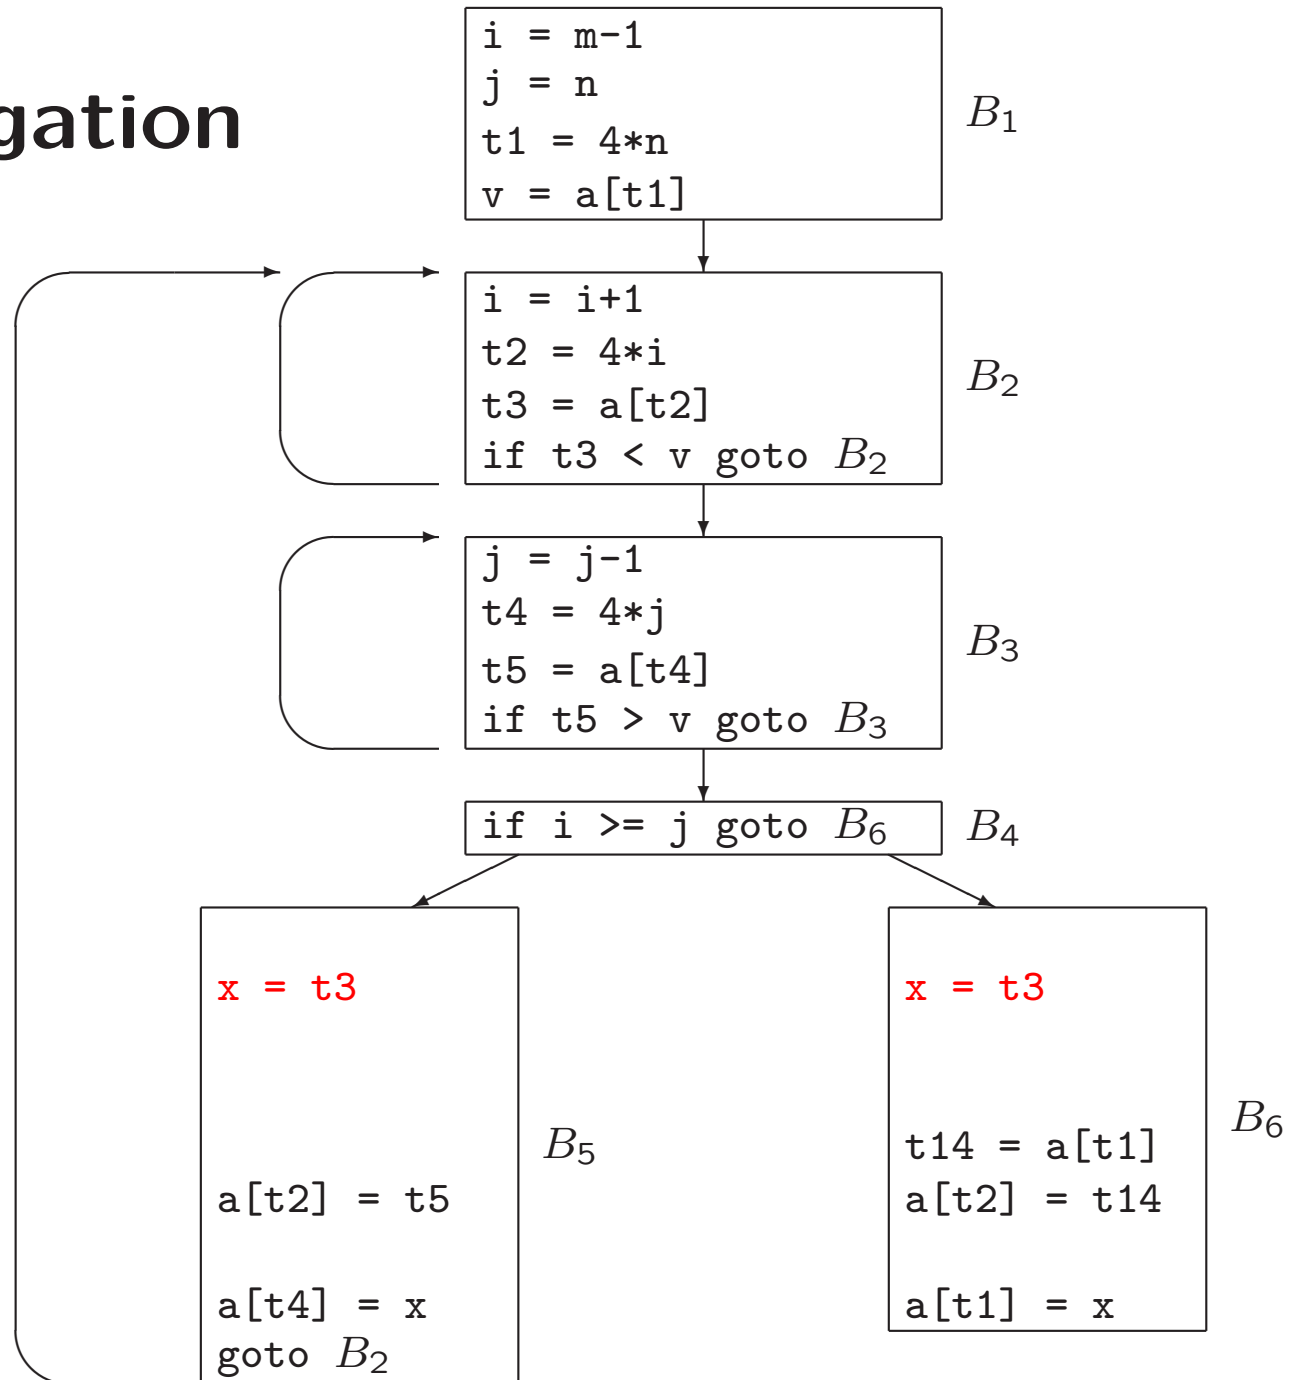 gation
i = m-1
j = n
t1 = 4*n
v = a[t1]
B₁
i = i+1
t2 = 4*i
t3 = a[t2]
if t3 < v goto B₂
B₂
j = j-1
t4 = 4*j
t5 = a[t4]
if t5 > v goto B₃
B₃
if i >= j goto B₆
B₄
x = t3
a[t2] = t5
a[t4] = x
goto B₂
B₅
x = t3
t14 = a[t1]
a[t2] = t14
a[t1] = x
B₆